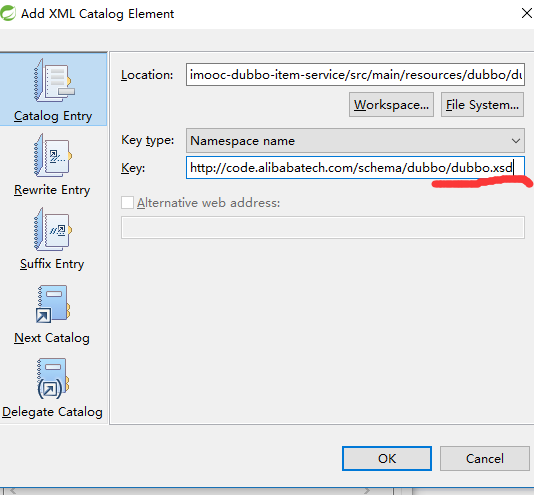 Add XML Catalog Element
Catalog Entry
Rewrite Entry
Suffix Entry
Next Catalog
Delegate Catalog
Location: imooc-dubbo-item-service/src/main/resources/dubbo/du
Workspace... File System...
Key type: Namespace name
Key: http://code.alibabatech.com/schema/dubbo/dubbo.xsd
Alternative web address:
OK Cancel